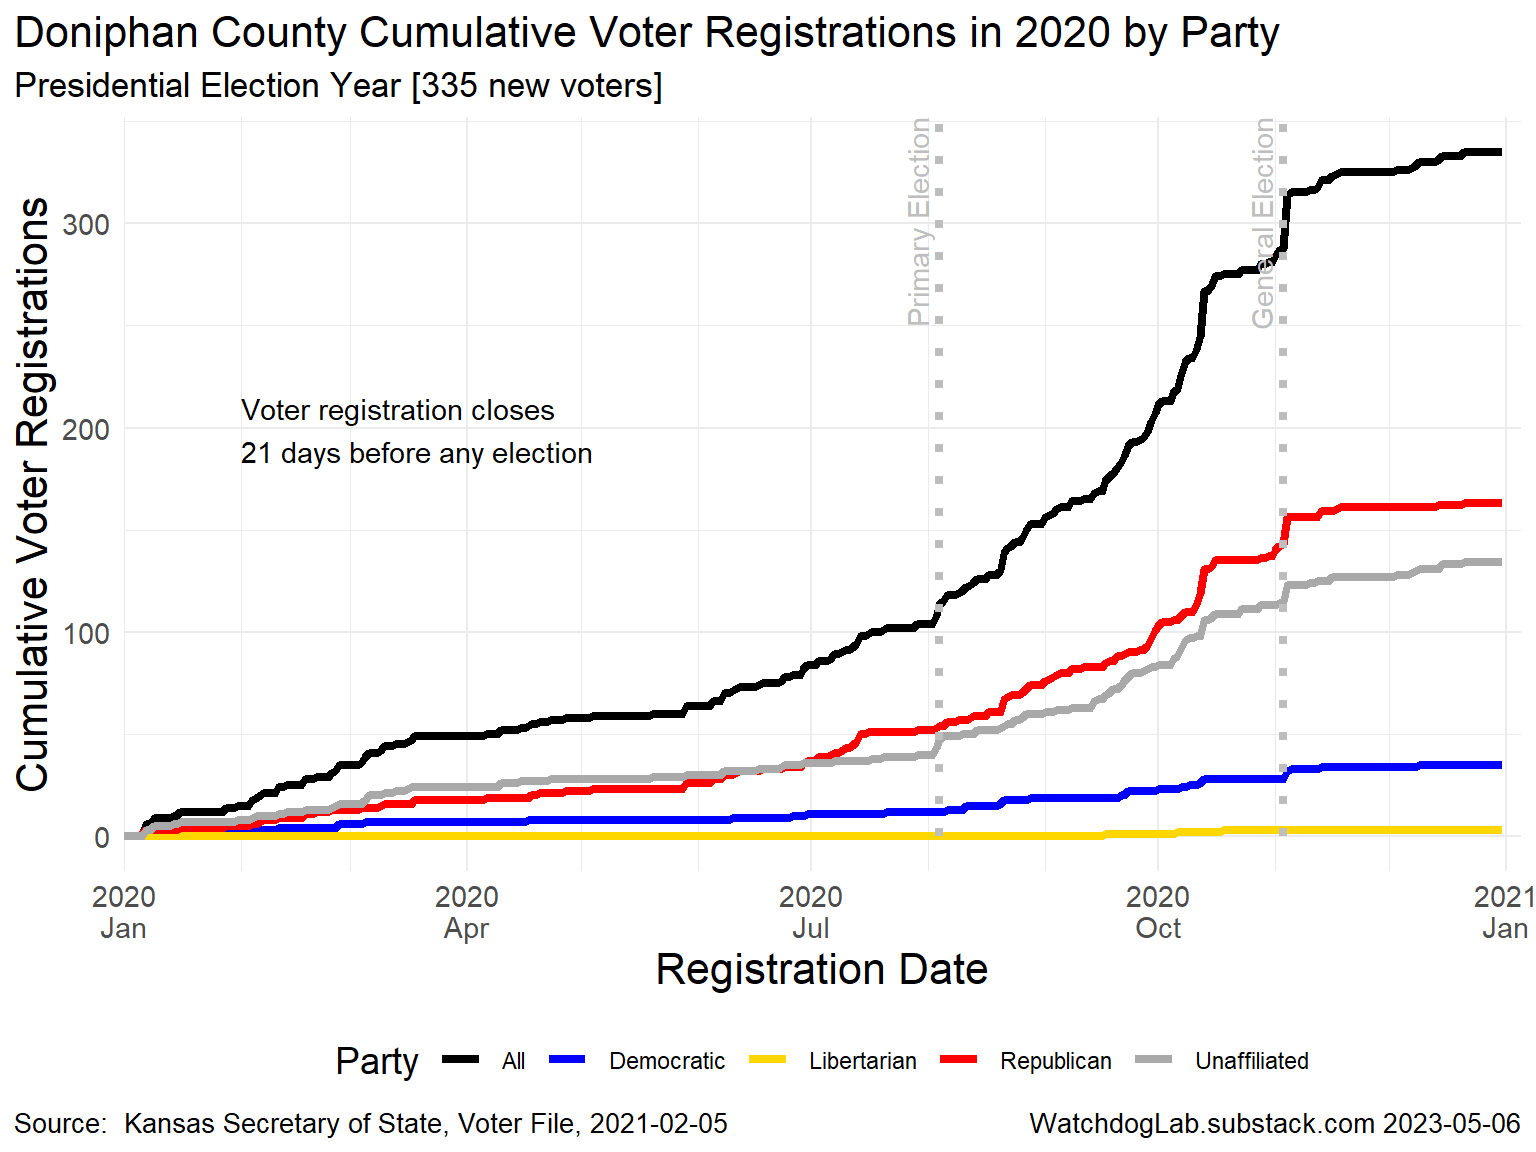 Doniphan County Cumulative Voter Registrations in 2020 by Party
Presidential Election Year [335 new voters]
Cumulative Voter Registrations
300
200
100
0
Primary Election
General Election
Voter registration closes
21 days before any election
2020 2020 2020 2020 2021
Jan Apr Jul Oct Jan
Registration Date
Party All Democratic Libertarian Republican Unaffiliated
Source:  Kansas Secretary of State, Voter File, 2021-02-05
WatchdogLab.substack.com 2023-05-06